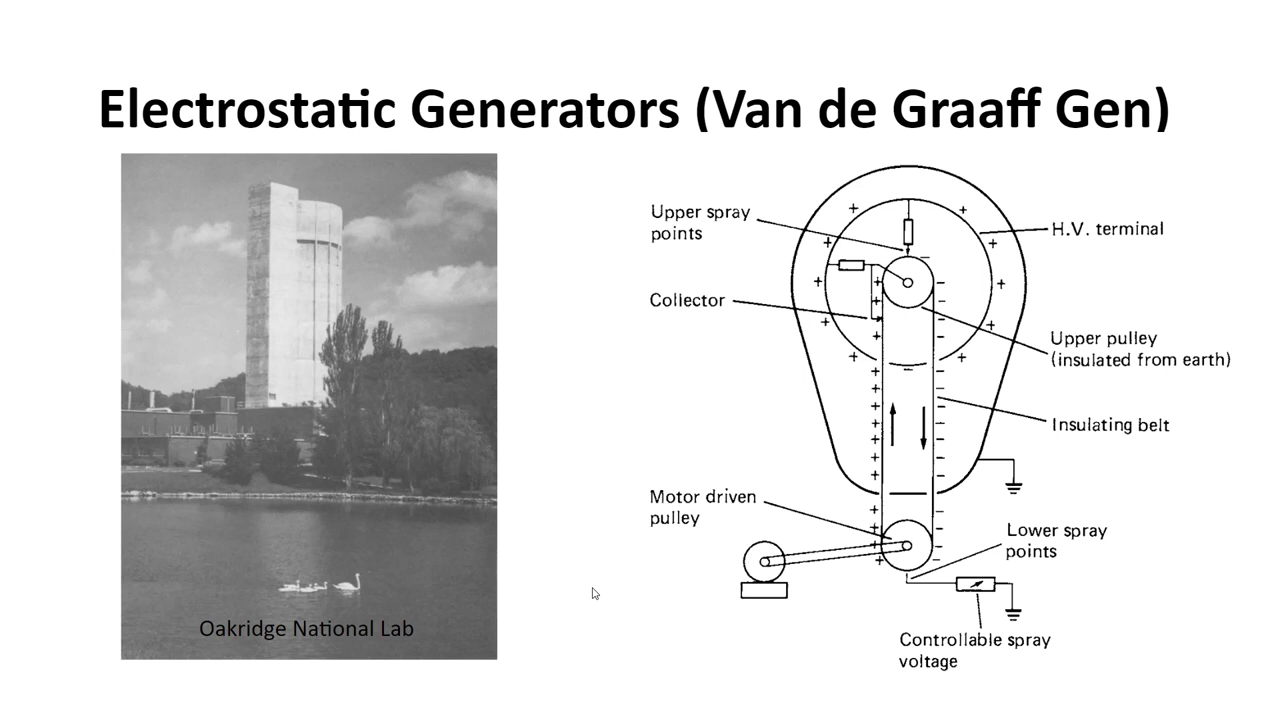 Electrostatic Generators (Van de Graaff Gen)
Oakridge National Lab
Upper spray
points
H.V. terminal
Collector
Upper pulley
(insulated from earth)
Insulating belt
Motor driven
pulley
Lower spray
points
Controllable spray
voltage